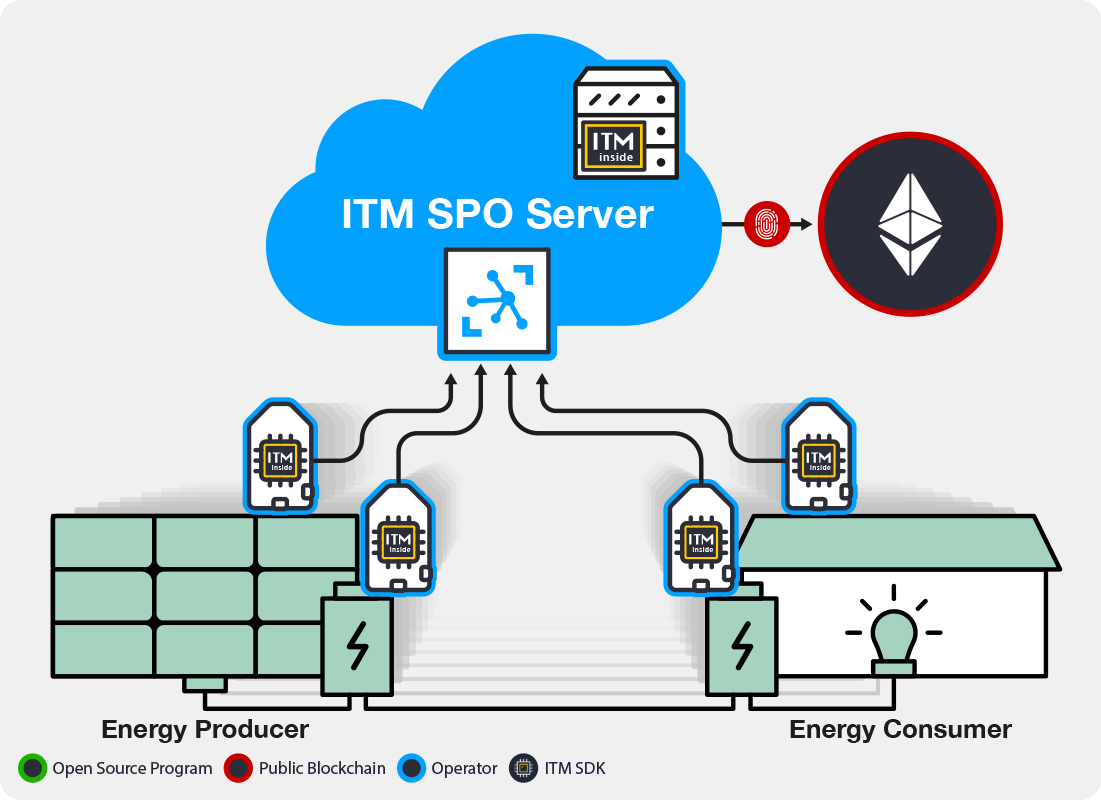 ITM
inside
ITM SPO Server
ITM
inside
ITM
inside
ITM
inside
ITM
inside
Energy Producer
Energy Consumer
Open Source Program
Public Blockchain
Operator
ITM SDK